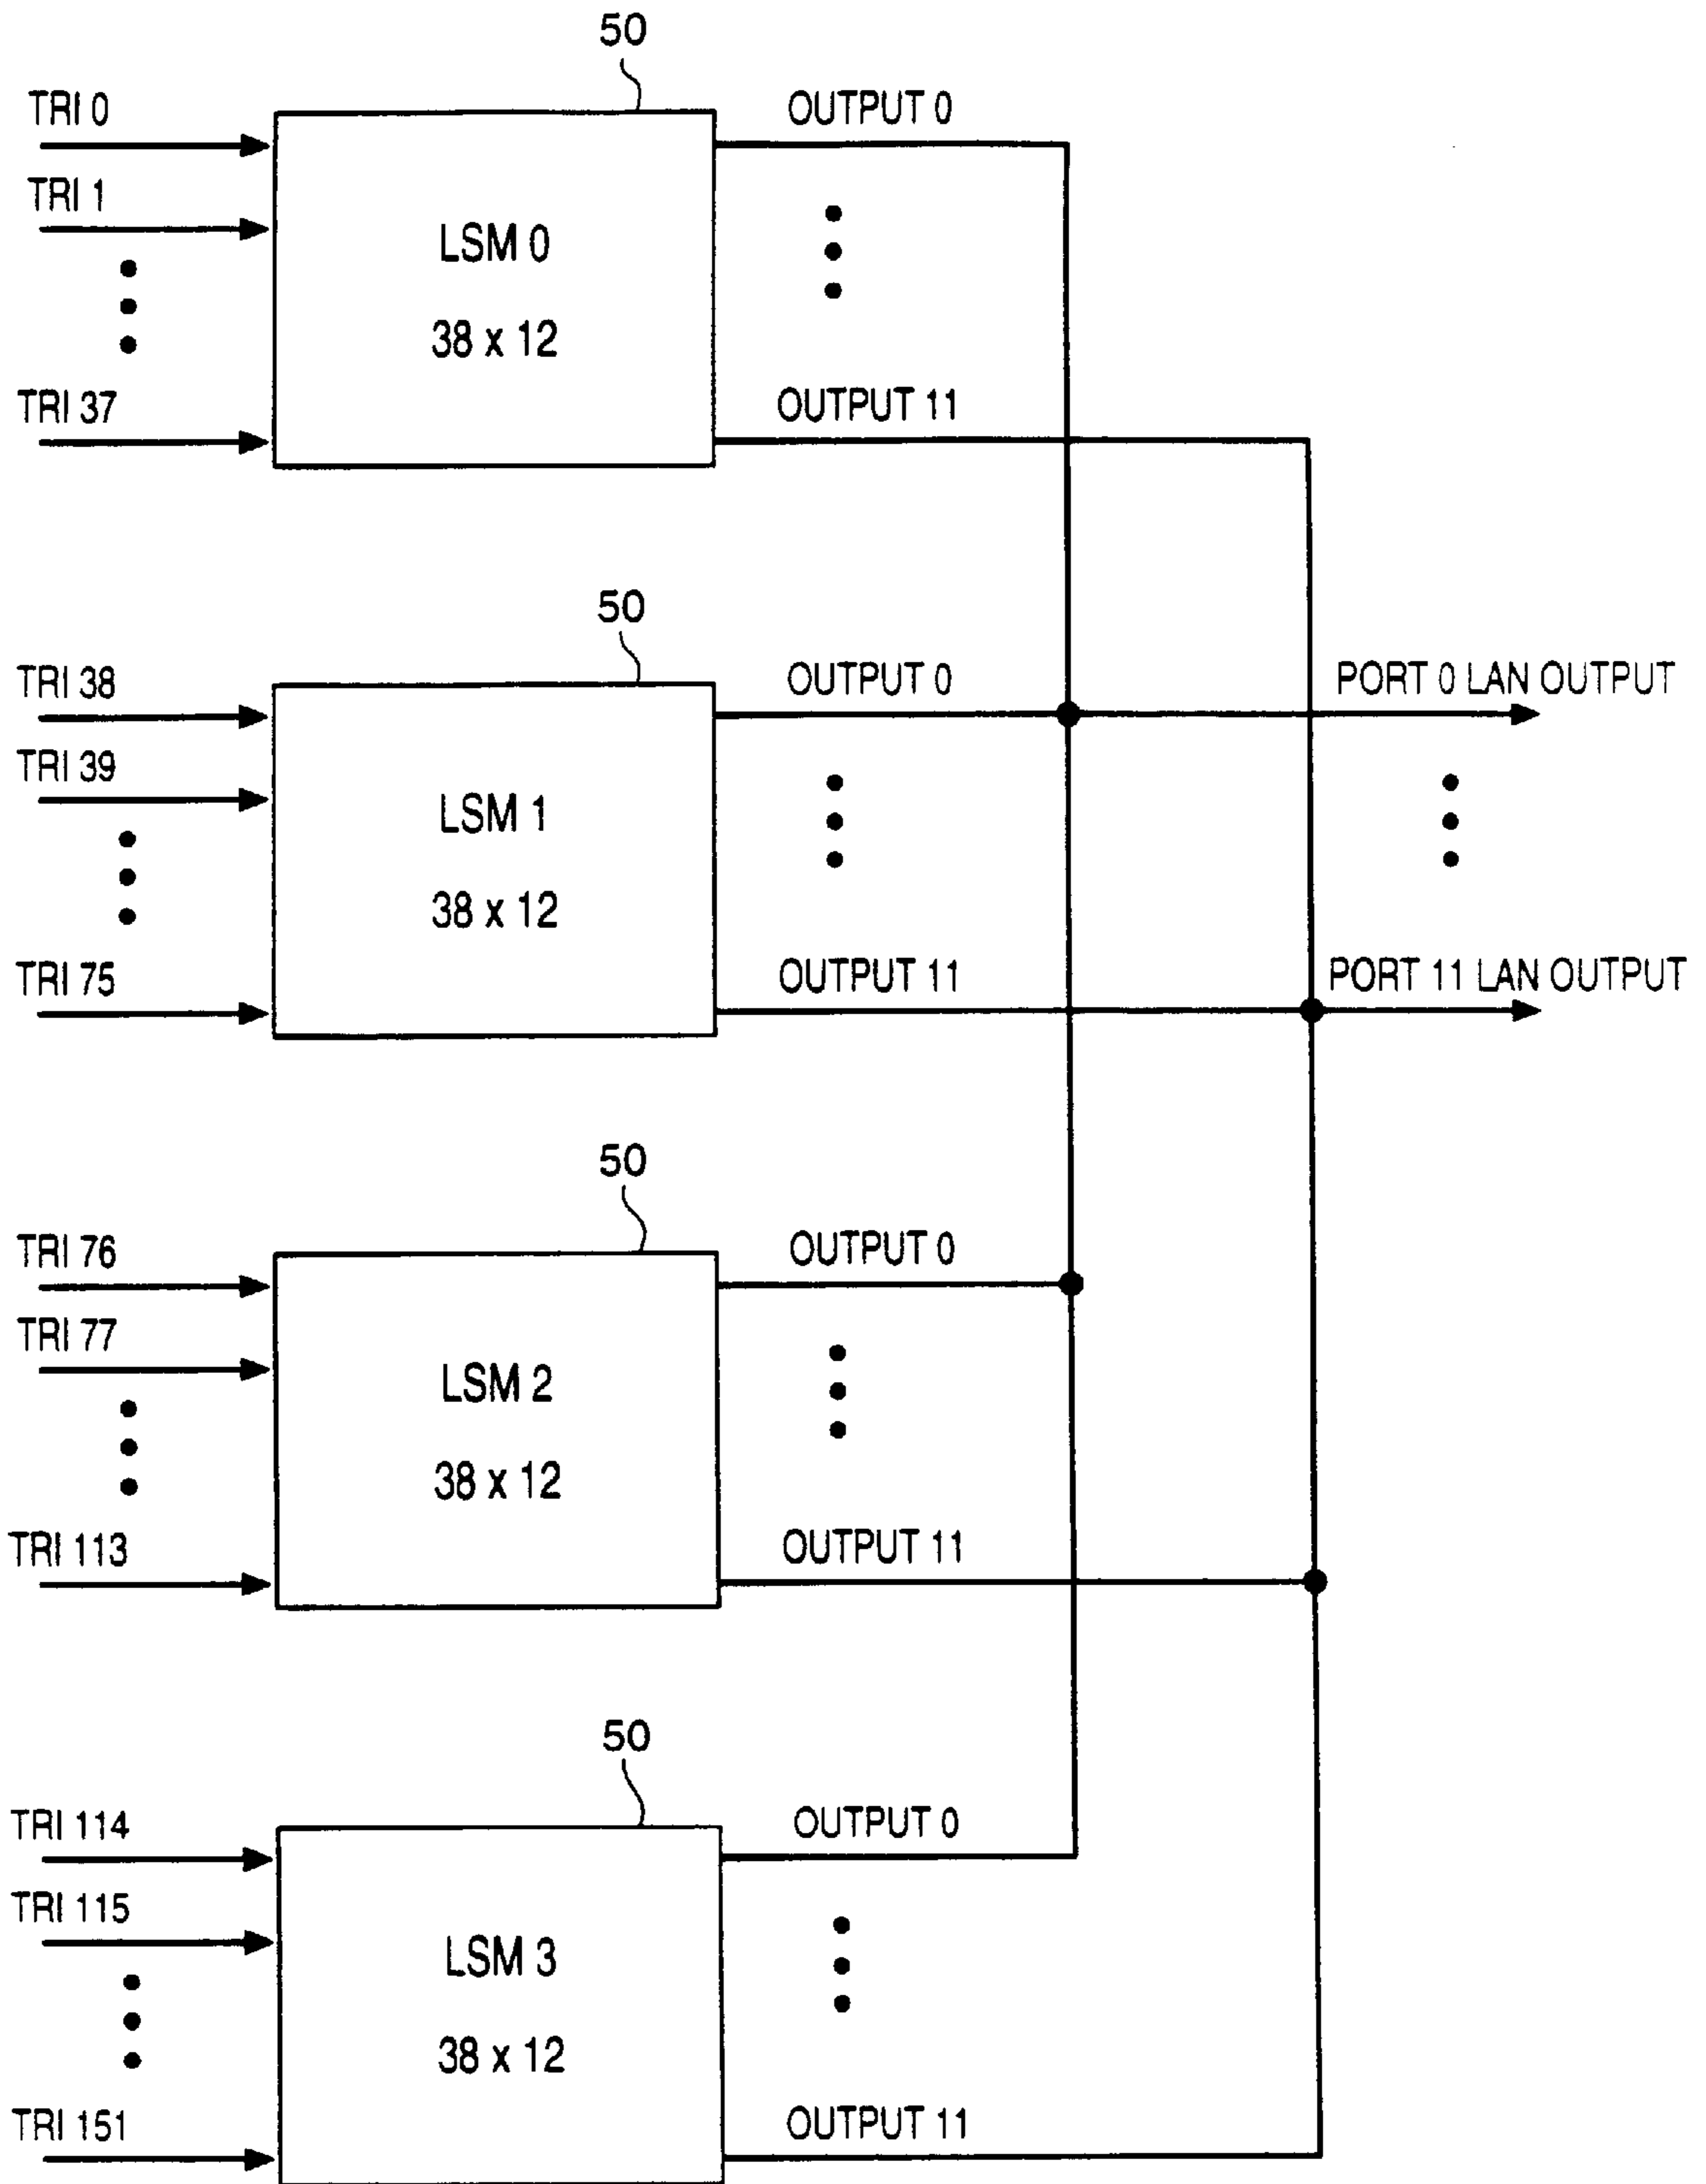 50
TRI 0
OUTPUT 0
TRI 1
LSM 0
38 x 12
TRI 37
OUTPUT 11
50
TRI 38
OUTPUT 0
PORT 0 LAN OUTPUT
TRI 39
LSM 1
38 x 12
TRI 75
OUTPUT 11
PORT 11 LAN OUTPUT
50
TRI 76
OUTPUT 0
TRI 77
LSM 2
38 x 12
TRI 113
OUTPUT 11
50
TRI 114
OUTPUT 0
TRI 115
LSM 3
38 x 12
TRI 151
OUTPUT 11